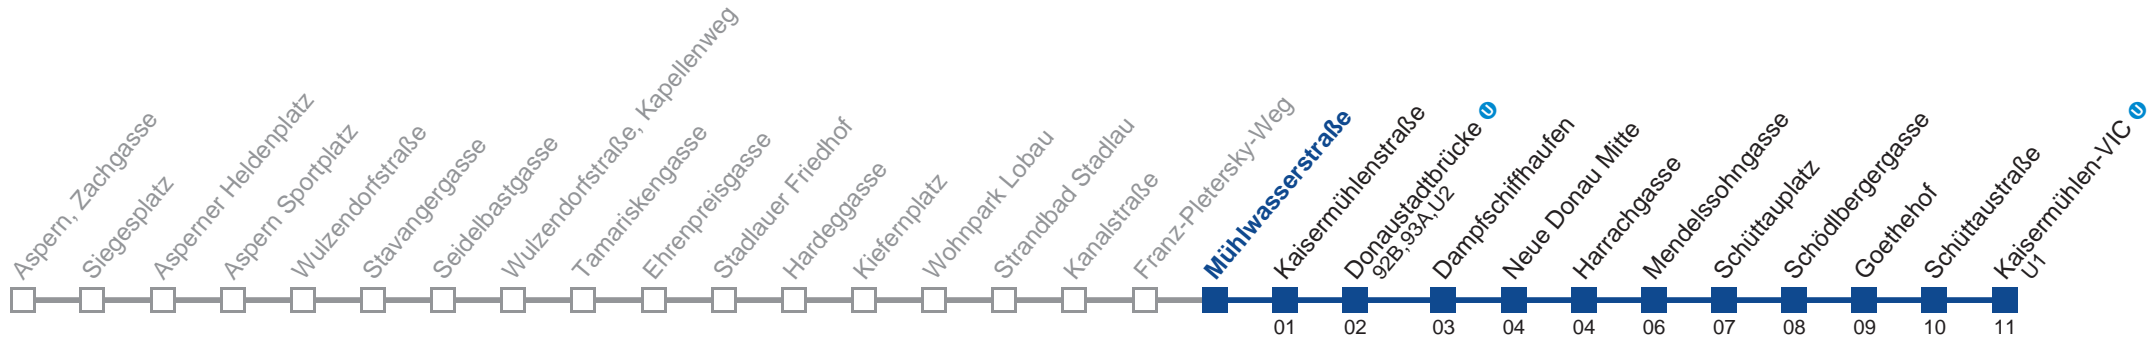 Aspern, Zachgasse
Siegesplatz
Asperner Heldenplatz
Aspern Sportplatz
Wulzendorfstraße
Stavangergasse
Seidelbastgasse
Wulzendorfstraße, Kapellenweg
Tamariskengasse
Ehrenpreisgasse
Stadlauer Friedhof
Hardeggasse
Kiefernplatz
Wohnpark Lobau
Strandbad Stadlau
Kanalstraße
Franz-Pletersky-Weg
Mühlwasserstraße
Kaisermühlenstraße
Donaustadtbrücke U
92B, 93A, U2
Dampfschiffhaufen
Neue Donau Mitte
Harrachgasse
Mendelssohngasse
Schüttauplatz
Schödlbergergasse
Goethehof
Schüttaustraße
Kaisermühlen-VIC U
U1
01 02 03 04 04 06 07 08 09 10 11